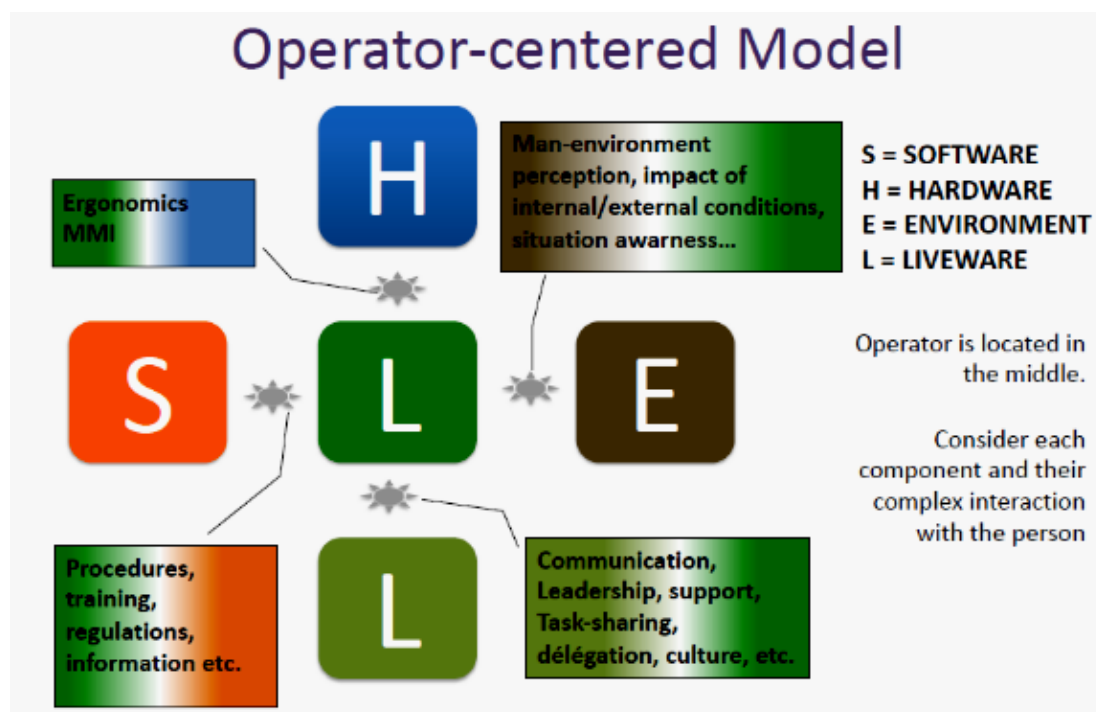 Operator-centered Model
H
Man-environment
perception, impact of
internal/external conditions,
situation awarness...
S = SOFTWARE
H = HARDWARE
E = ENVIRONMENT
L = LIVEWARE
Ergonomics
MMI
S
L
E
Operator is located in
the middle.
Consider each
component and their
complex interaction
with the person
Procedures,
training,
regulations,
information etc.
L
Communication,
Leadership, support,
Task-sharing,
délégation, culture, etc.